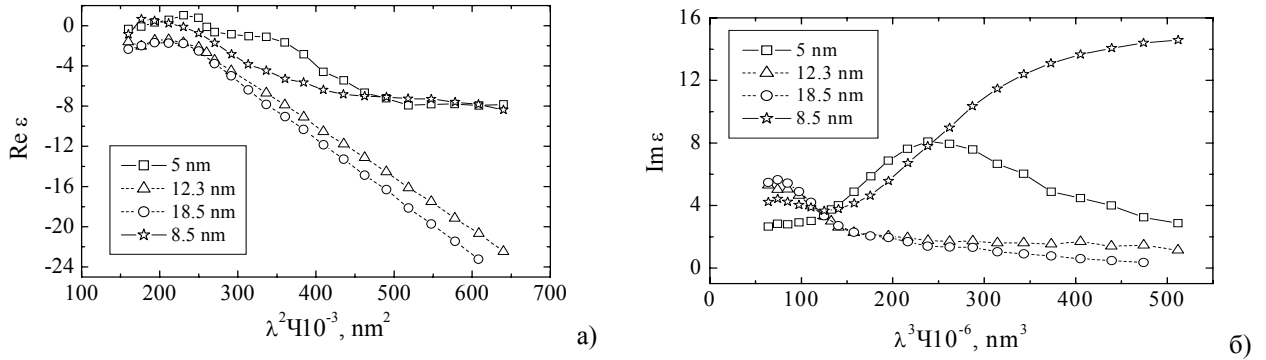 0
-4
-8
-12
-16
-20
-24
Re ε
5 nm
12.3 nm
18.5 nm
8.5 nm
100 200 300 400 500 600 700
λ²Ч10⁻³, nm²
а)
16
12
8
4
0
Im ε
5 nm
12.3 nm
18.5 nm
8.5 nm
0 100 200 300 400 500
λ³Ч10⁻⁶, nm³
б)